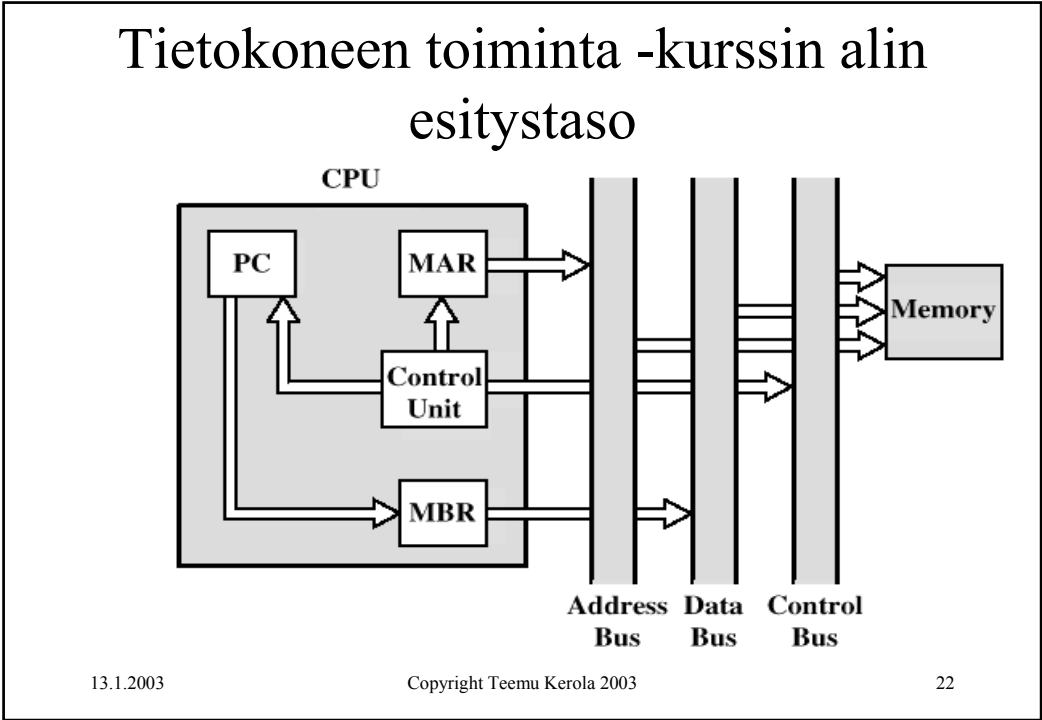 Tietokoneen toiminta -kurssin alin
esitystaso
CPU
PC
MAR
Memory
Control
Unit
MBR
Address
Bus
Data
Bus
Control
Bus
13.1.2003
Copyright Teemu Kerola 2003
22